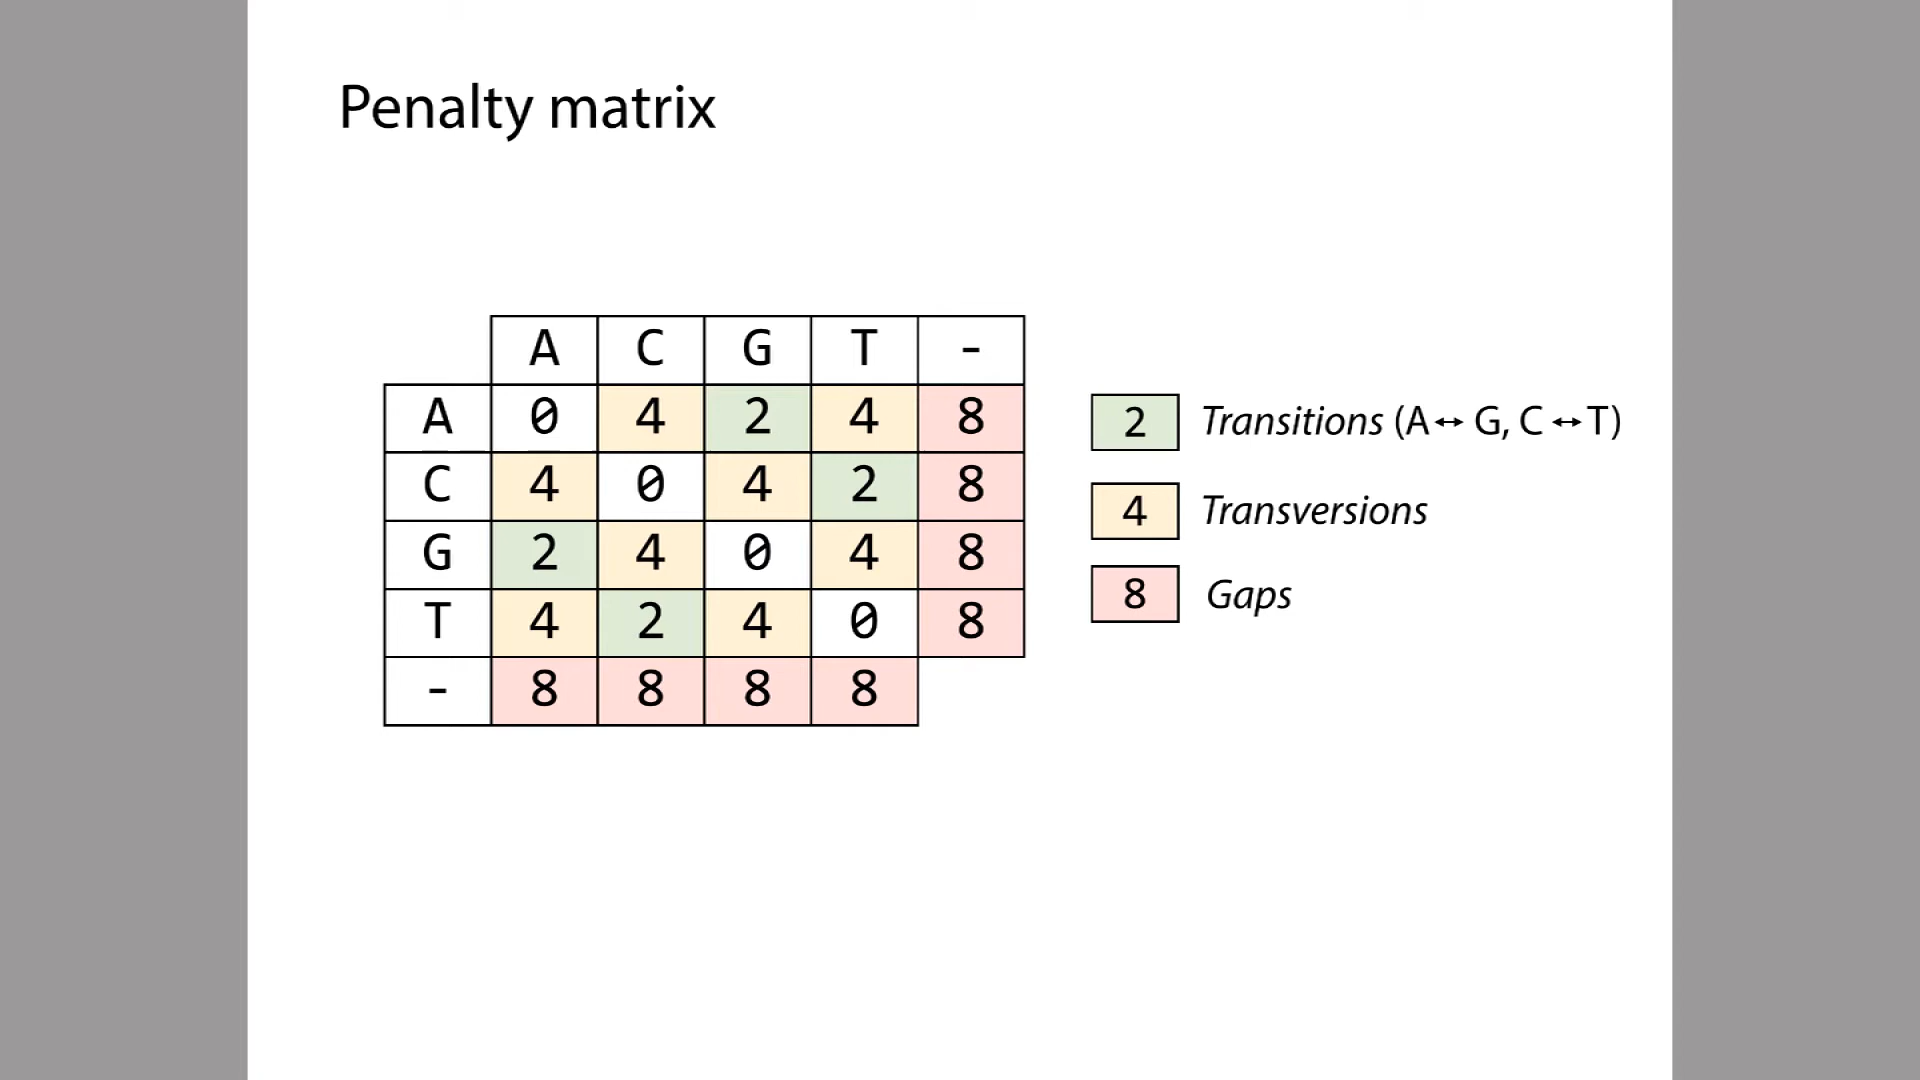 Penalty matrix
A C G T -
A 0 4 2 4 8
C 4 0 4 2 8
G 2 4 0 4 8
T 4 2 4 0 8
- 8 8 8 8
2 Transitions (A↔G, C↔T)
4 Transversions
8 Gaps